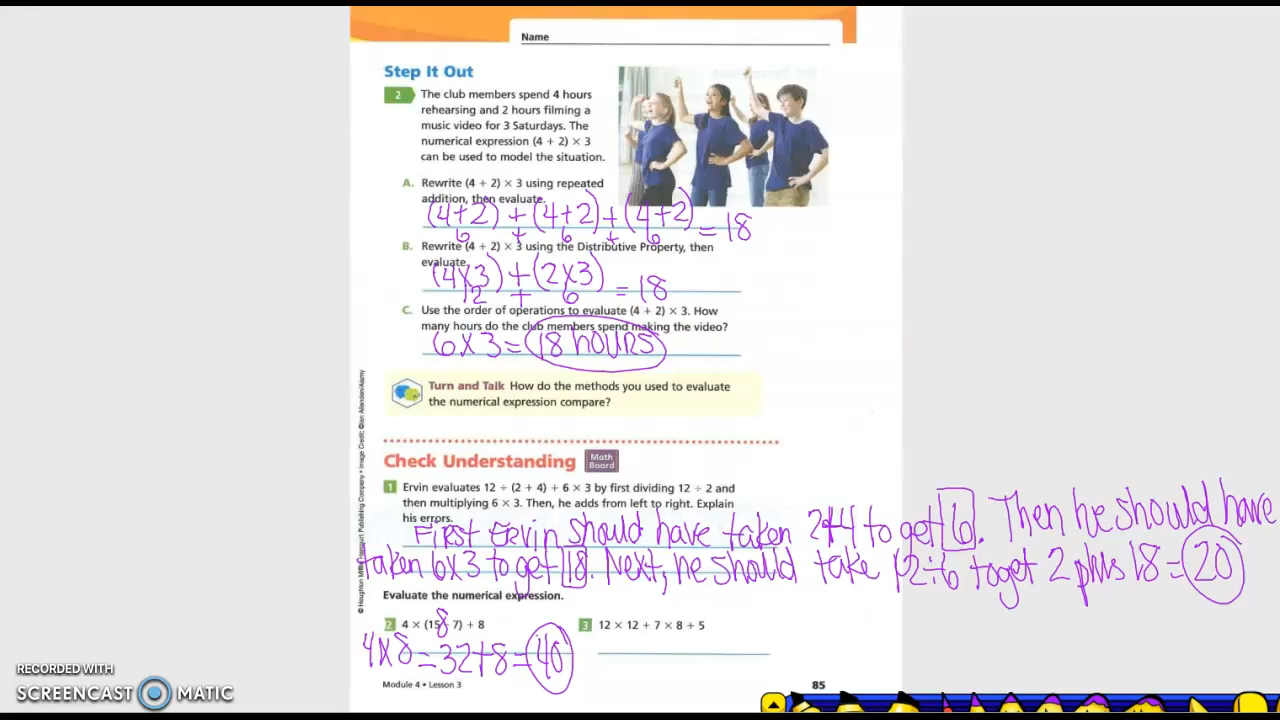 Name
Step It Out
2 The club members spend 4 hours
rehearsing and 2 hours filming a
music video for 3 Saturdays. The
numerical expression (4 + 2) × 3
can be used to model the situation.
A. Rewrite (4 + 2) × 3 using repeated
addition, then evaluate.
(4+2) + (4+2) + (4+2) = 18
6 + 6 + 6
B. Rewrite (4 + 2) × 3 using the Distributive Property, then
evaluate.
(4×3) + (2×3)
12 + 6 = 18
C. Use the order of operations to evaluate (4 + 2) × 3. How
many hours do the club members spend making the video?
6×3 = 18 hours
Turn and Talk How do the methods you used to evaluate
the numerical expression compare?
Check Understanding Math
Board
1 Ervin evaluates 12 ÷ (2 + 4) + 6 × 3 by first dividing 12 ÷ 2 and
then multiplying 6 × 3. Then, he adds from left to right. Explain
his errors.
First Ervin should have taken 2+4 to get 6. Then he should have
taken 6×3 to get 18. Next, he should take 12÷6 to get 2 plus 18 = 20
Evaluate the numerical expression.
8
2 4 × (15 7) + 8
3 12 × 12 + 7 × 8 + 5
4×8 = 32+8 = 40
Module 4 • Lesson 3
85
© Houghton Mifflin Harcourt Publishing Company • Image Credit: ©Ian Allenden/Alamy
RECORDED WITH
SCREENCAST MATIC